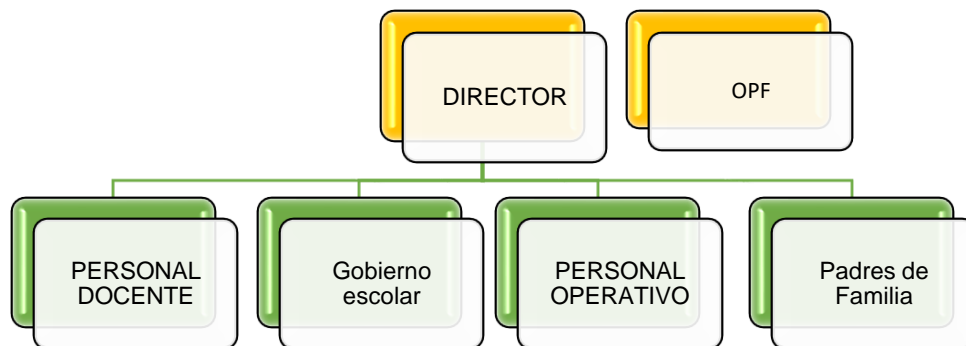 DIRECTOR
OPF
PERSONAL
DOCENTE
Gobierno
escolar
PERSONAL
OPERATIVO
Padres de
Familia